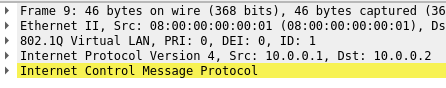 Frame 9: 46 bytes on wire (368 bits), 46 bytes captured (36
Ethernet II, Src: 08:00:00:00:00:01 (08:00:00:00:00:01), Ds
802.1Q Virtual LAN, PRI: 0, DEI: 0, ID: 1
Internet Protocol Version 4, Src: 10.0.0.1, Dst: 10.0.0.2
Internet Control Message Protocol